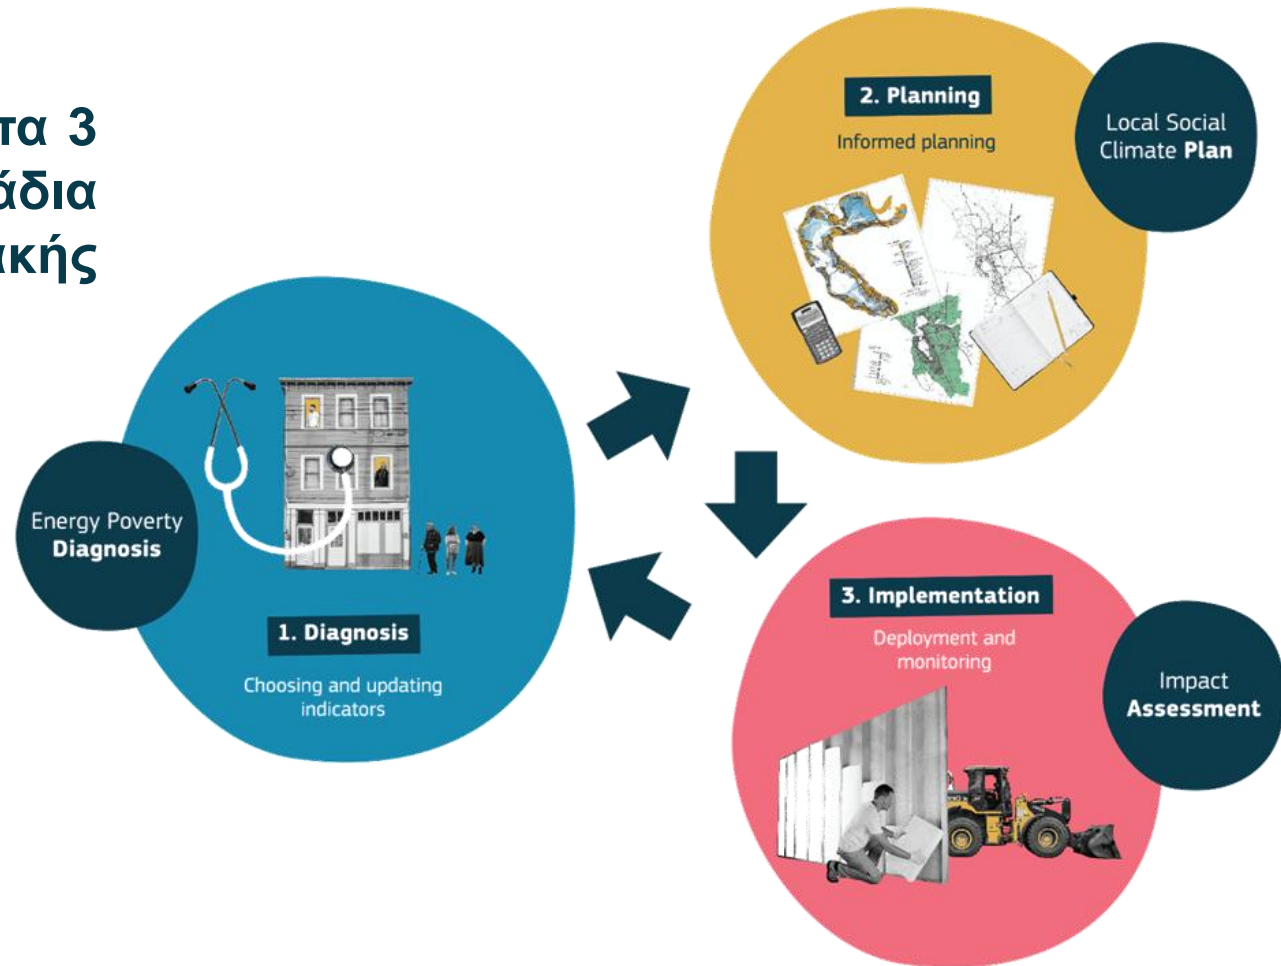 τα 3
άδια
ακής
2. Planning
Informed planning
Local Social
Climate Plan
Energy Poverty
Diagnosis
1. Diagnosis
Choosing and updating
indicators
3. Implementation
Deployment and
monitoring
Impact
Assessment